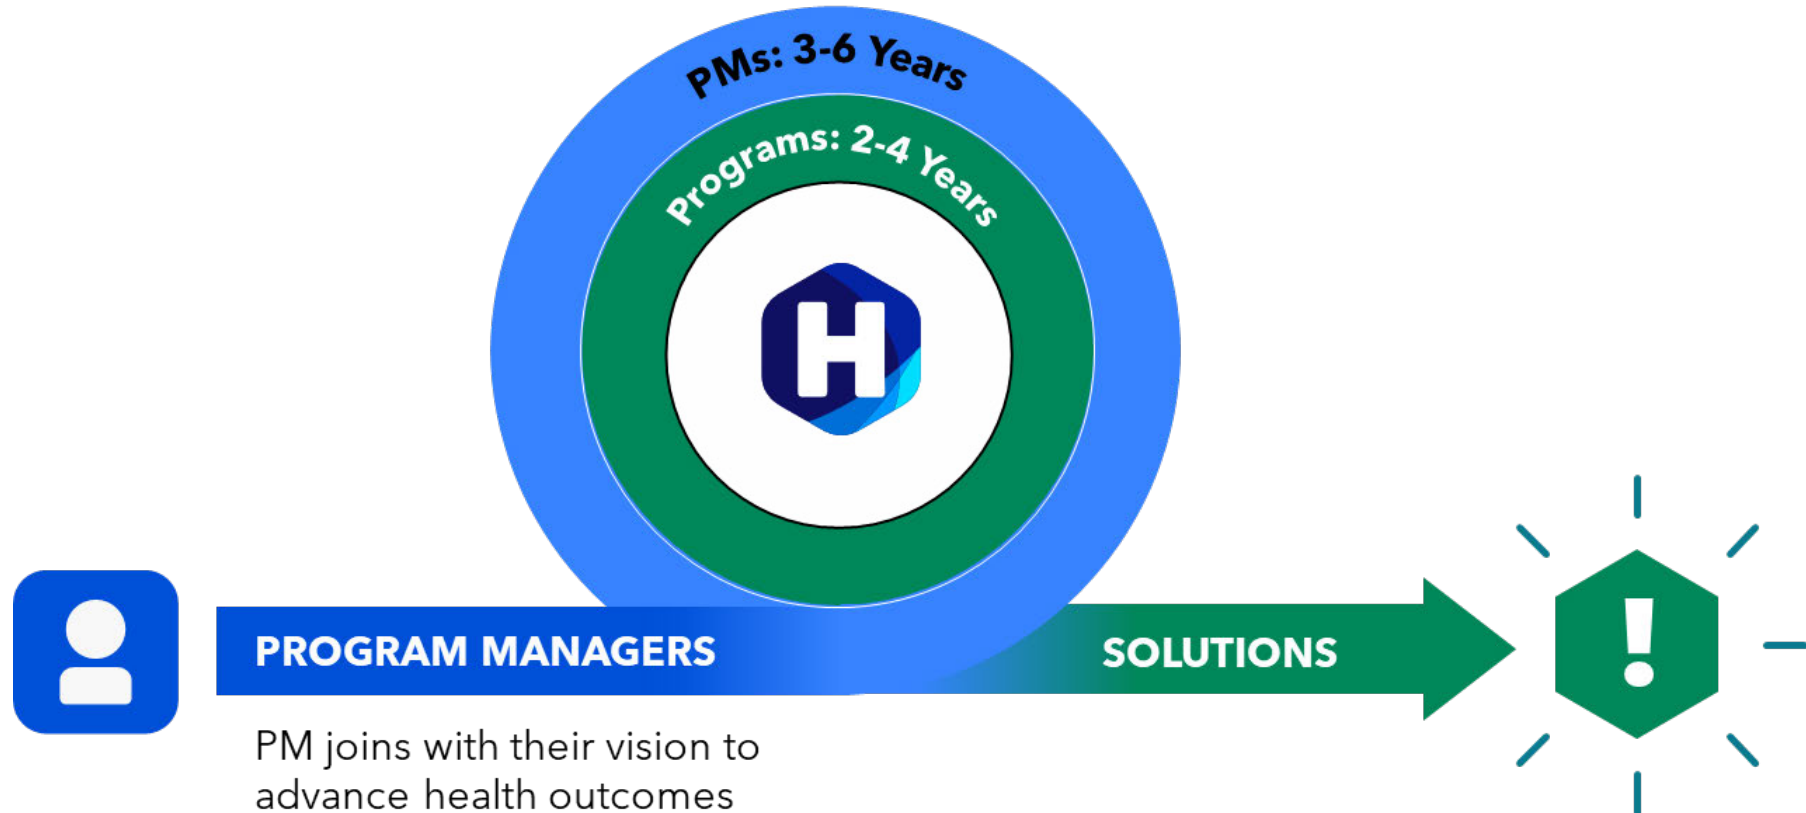 PMs: 3-6 Years
Programs: 2-4 Years
H
PROGRAM MANAGERS
SOLUTIONS
!
PM joins with their vision to
advance health outcomes